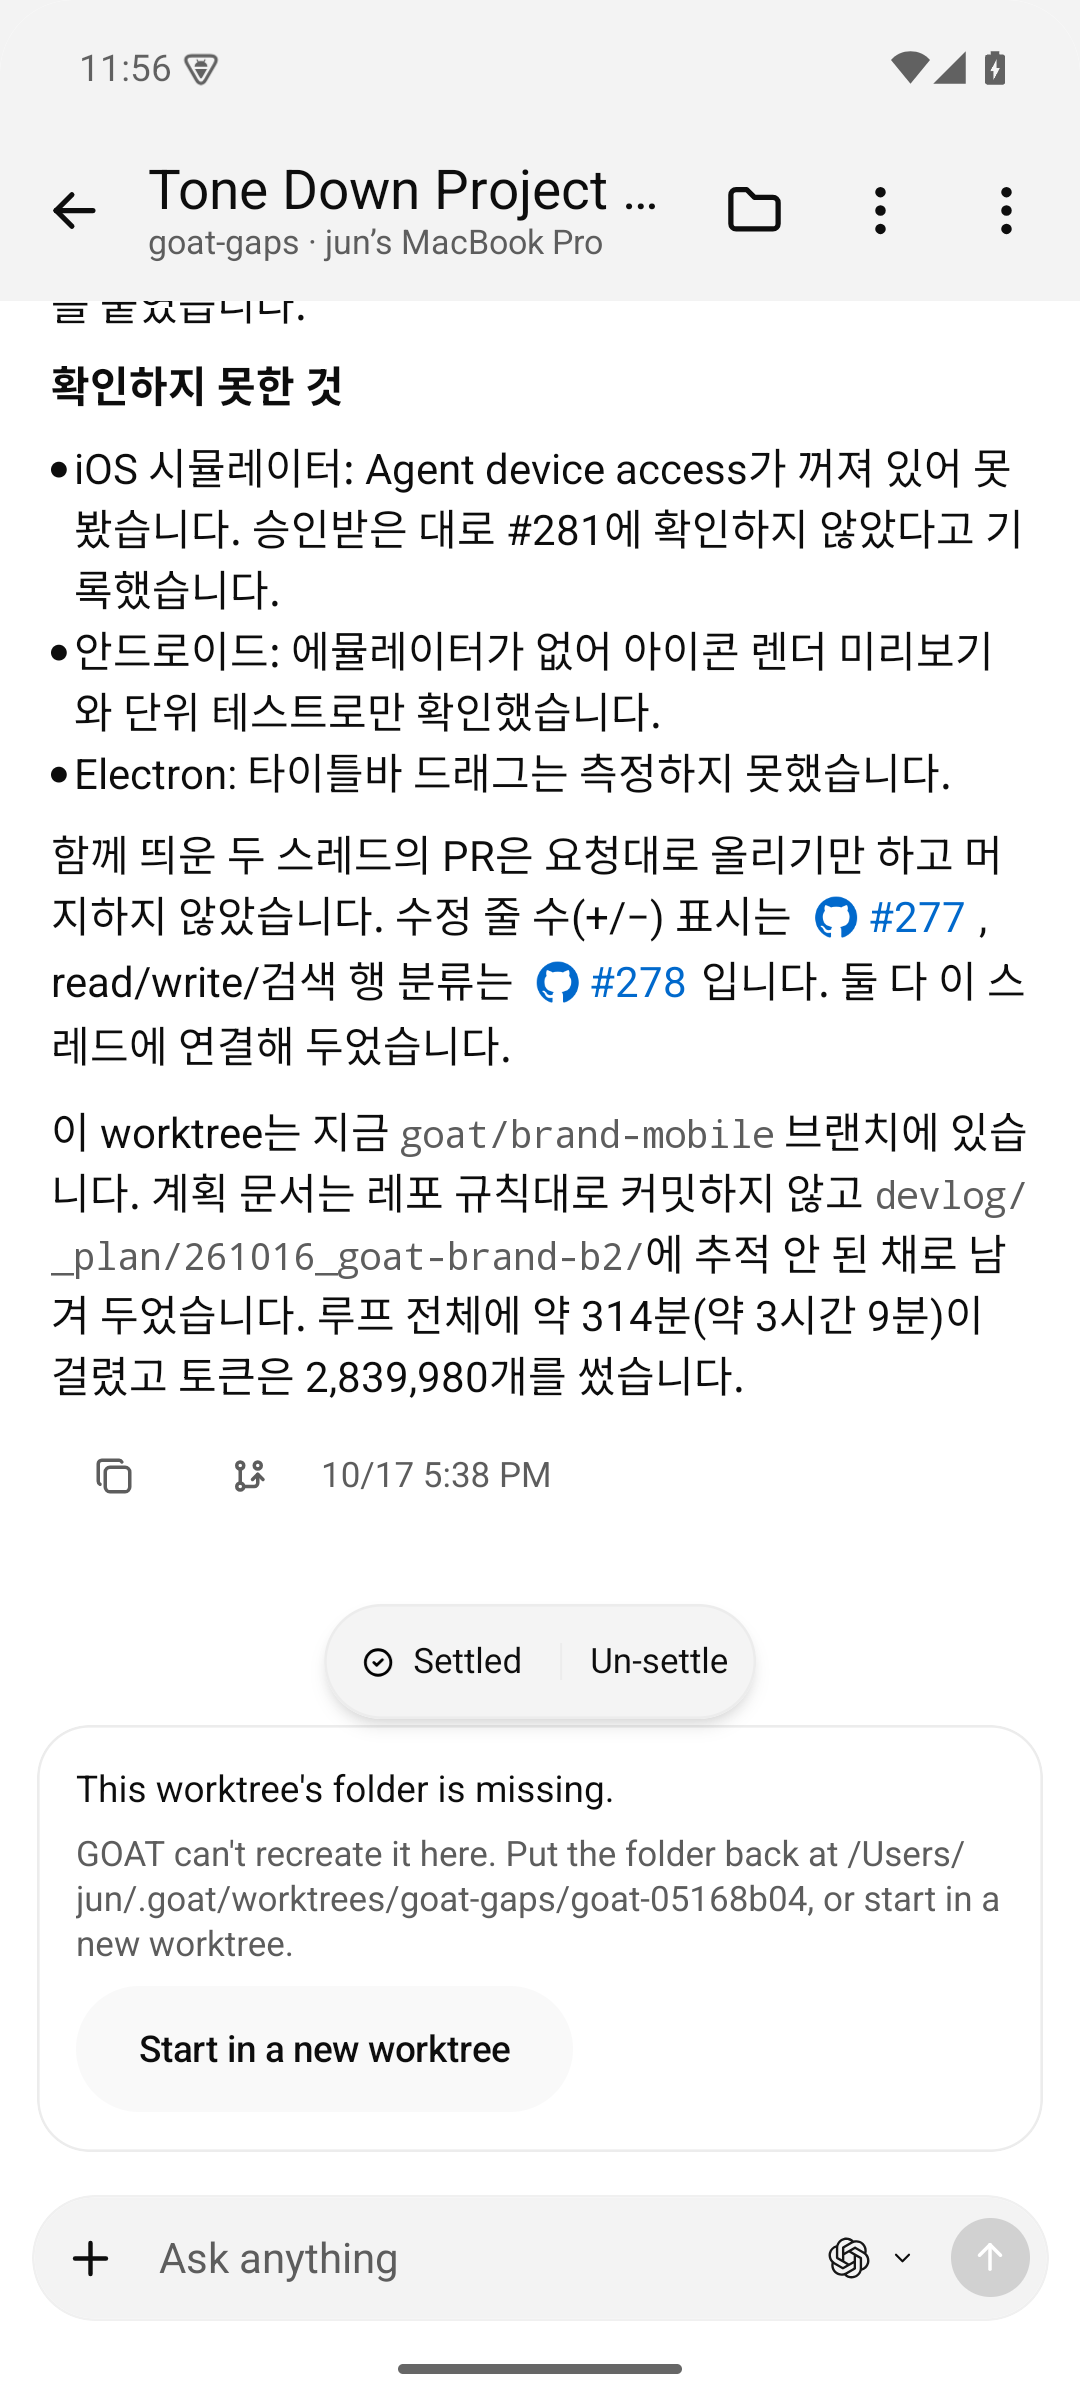 11:56
Tone Down Project ...
goat-gaps · jun’s MacBook Pro
를 붙였습니다.
확인하지 못한 것
iOS 시뮬레이터: Agent device access가 꺼져 있어 못
봤습니다. 승인받은 대로 #281에 확인하지 않았다고 기
록했습니다.
안드로이드: 에뮬레이터가 없어 아이콘 렌더 미리보기
와 단위 테스트로만 확인했습니다.
Electron: 타이틀바 드래그는 측정하지 못했습니다.
함께 띄운 두 스레드의 PR은 요청대로 올리기만 하고 머
지하지 않았습니다. 수정 줄 수(+/−) 표시는 #277 ,
read/write/검색 행 분류는 #278 입니다. 둘 다 이 스
레드에 연결해 두었습니다.
이 worktree는 지금 goat/brand-mobile 브랜치에 있습
니다. 계획 문서는 레포 규칙대로 커밋하지 않고 devlog/
_plan/261016_goat-brand-b2/에 추적 안 된 채로 남
겨 두었습니다. 루프 전체에 약 314분(약 3시간 9분)이
걸렸고 토큰은 2,839,980개를 썼습니다.
10/17 5:38 PM
Settled
Un-settle
This worktree's folder is missing.
GOAT can't recreate it here. Put the folder back at /Users/
jun/.goat/worktrees/goat-gaps/goat-05168b04, or start in a
new worktree.
Start in a new worktree
Ask anything